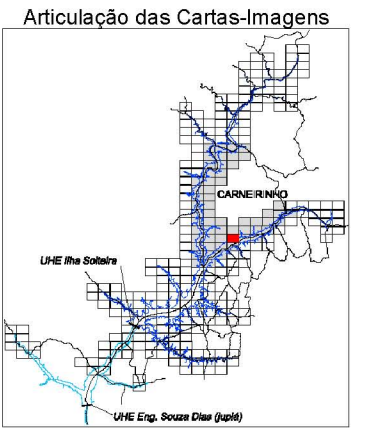 Articulação das Cartas-Imagens
CARNEIRINHO
UHE Ilha Solteira
UHE Eng. Souza Dias (jupiá)